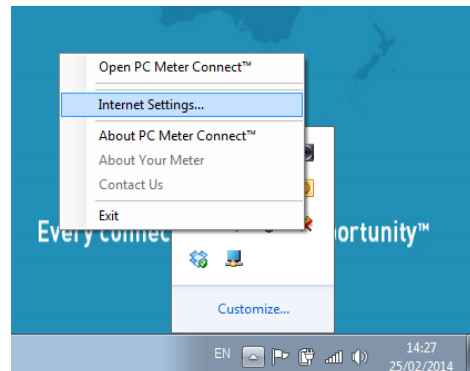 Open PC Meter Connect™
Internet Settings...
About PC Meter Connect™
About Your Meter
Contact Us
Exit
Every connec ortunity™
Customize...
EN 14:27
25/02/2014